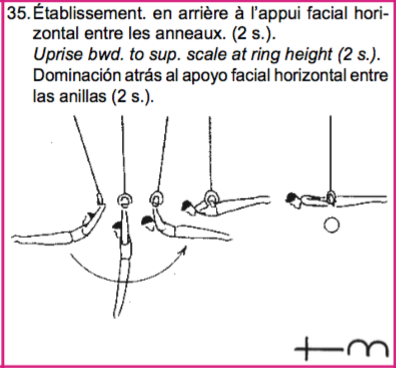 35. Établissement. en arrière à l'appui facial hori-
zontal entre les anneaux. (2 s.).
Uprise bwd. to sup. scale at ring height (2 s.).
Dominación atrás al apoyo facial horizontal entre
las anillas (2 s.).